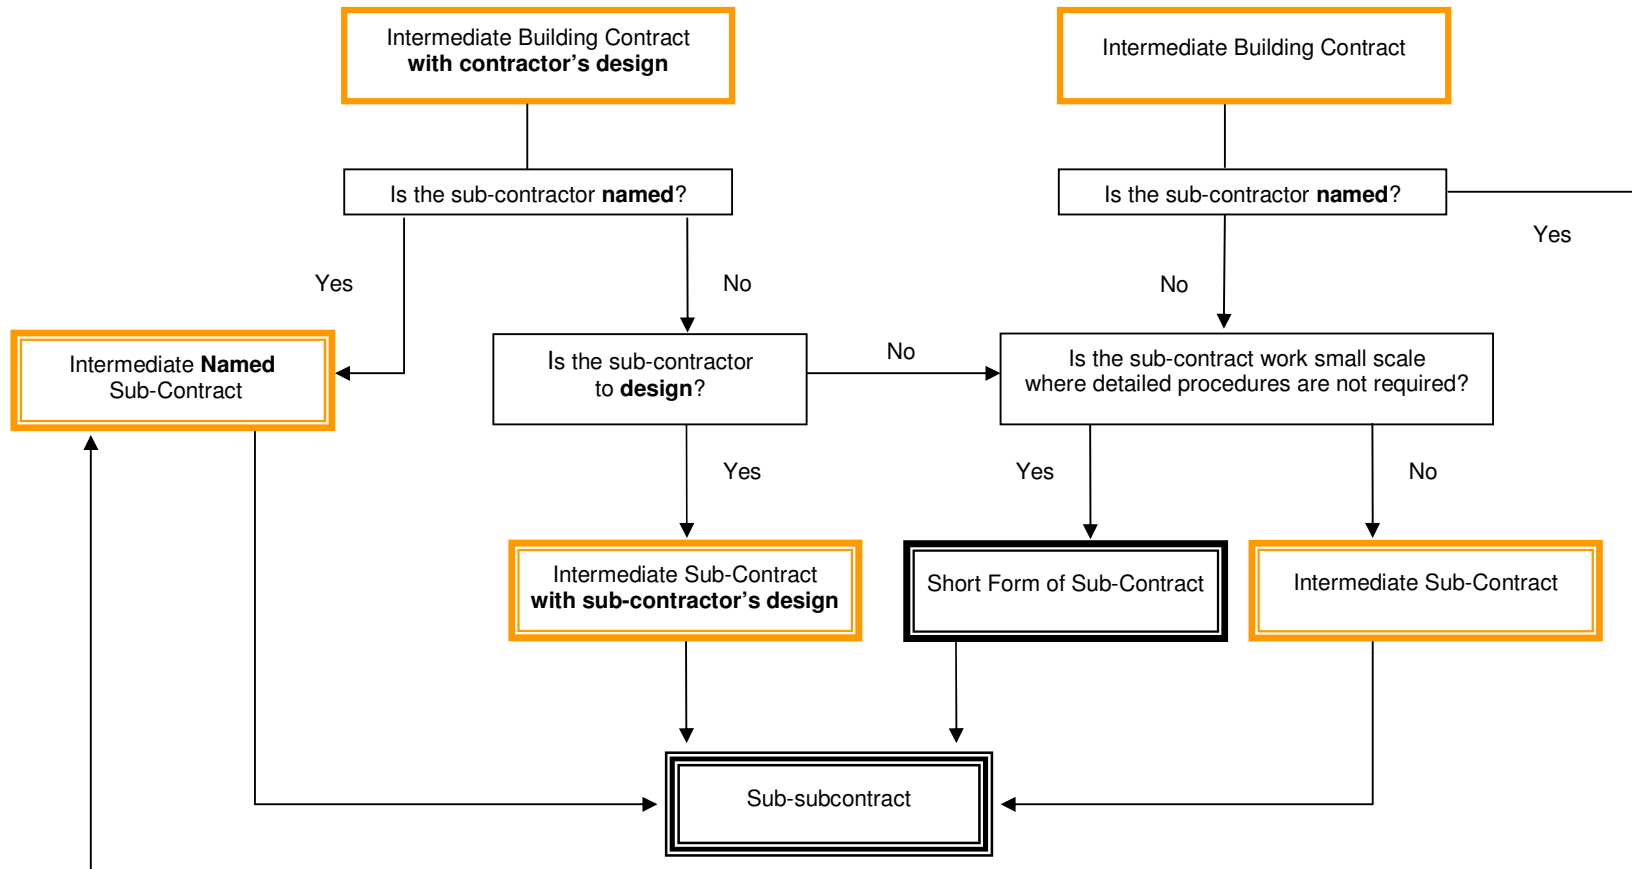 Intermediate Building Contract
with contractor's design
Intermediate Building Contract
Is the sub-contractor named?
Is the sub-contractor named?
Yes
Yes
No
No
Intermediate Named
Sub-Contract
Is the sub-contractor
to design?
No
Is the sub-contract work small scale
where detailed procedures are not required?
Yes
Yes
No
Intermediate Sub-Contract
with sub-contractor's design
Short Form of Sub-Contract
Intermediate Sub-Contract
Sub-subcontract